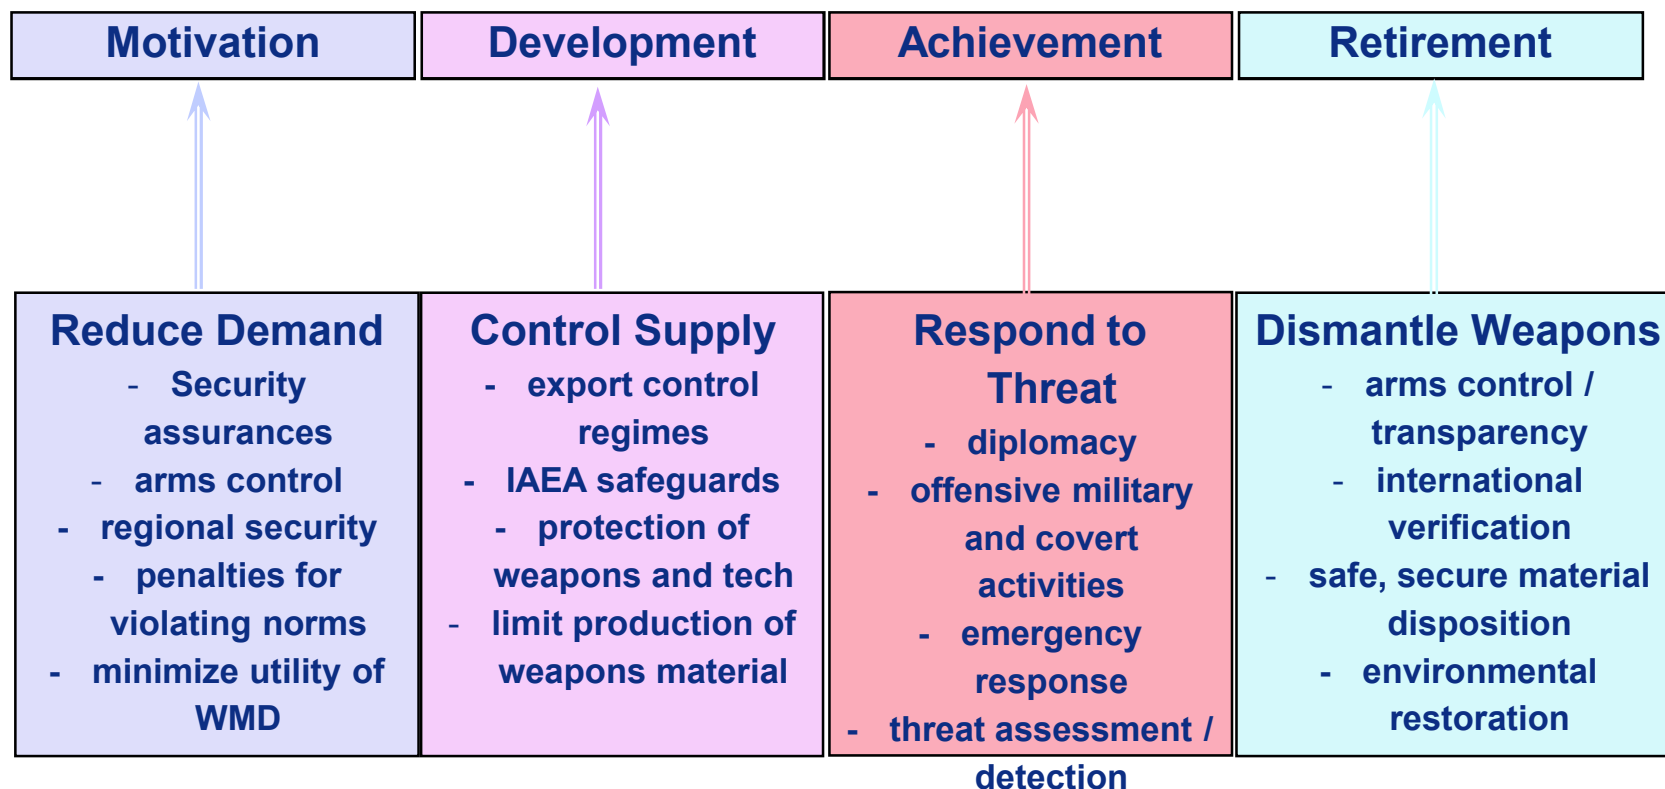 Motivation
Development
Achievement
Retirement
Reduce Demand
- Security
assurances
- arms control
- regional security
- penalties for
violating norms
- minimize utility of
WMD
Control Supply
- export control
regimes
- IAEA safeguards
- protection of
weapons and tech
- limit production of
weapons material
Respond to
Threat
- diplomacy
- offensive military
and covert
activities
- emergency
response
- threat assessment /
detection
Dismantle Weapons
- arms control /
transparency
- international
verification
- safe, secure material
disposition
- environmental
restoration